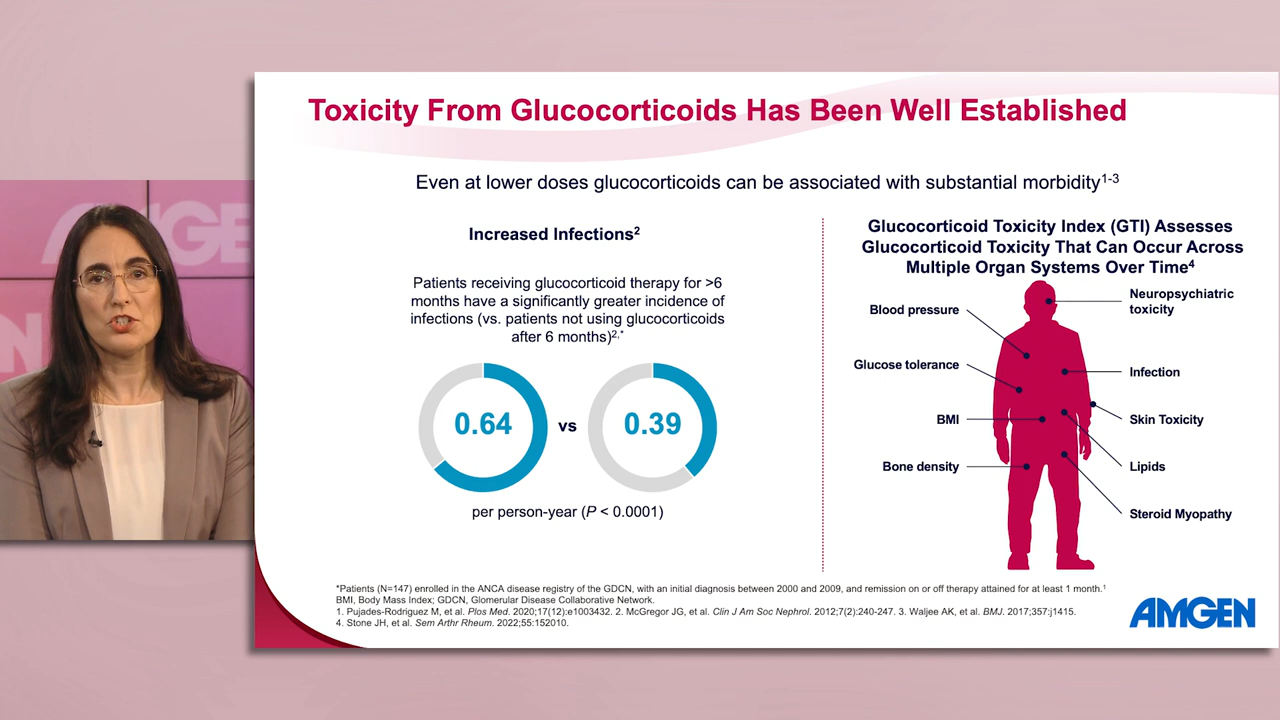 AMGEN
Toxicity From Glucocorticoids Has Been Well Established
Even at lower doses glucocorticoids can be associated with substantial morbidity1-3
Increased Infections2
Patients receiving glucocorticoid therapy for >6
months have a significantly greater incidence of
infections (vs. patients not using glucocorticoids
after 6 months)2,*
0.64 vs 0.39
per person-year (P < 0.0001)
Glucocorticoid Toxicity Index (GTI) Assesses
Glucocorticoid Toxicity That Can Occur Across
Multiple Organ Systems Over Time4
Blood pressure
Glucose tolerance
BMI
Bone density
Neuropsychiatric
toxicity
Infection
Skin Toxicity
Lipids
Steroid Myopathy
*Patients (N=147) enrolled in the ANCA disease registry of the GDCN, with an initial diagnosis between 2000 and 2009, and remission on or off therapy attained for at least 1 month.1
BMI, Body Mass Index; GDCN, Glomerular Disease Collaborative Network.
1. Pujades-Rodriguez M, et al. Plos Med. 2020;17(12):e1003432. 2. McGregor JG, et al. Clin J Am Soc Nephrol. 2012;7(2):240-247. 3. Waljee AK, et al. BMJ. 2017;357:j1415.
4. Stone JH, et al. Sem Arthr Rheum. 2022;55:152010.
AMGEN